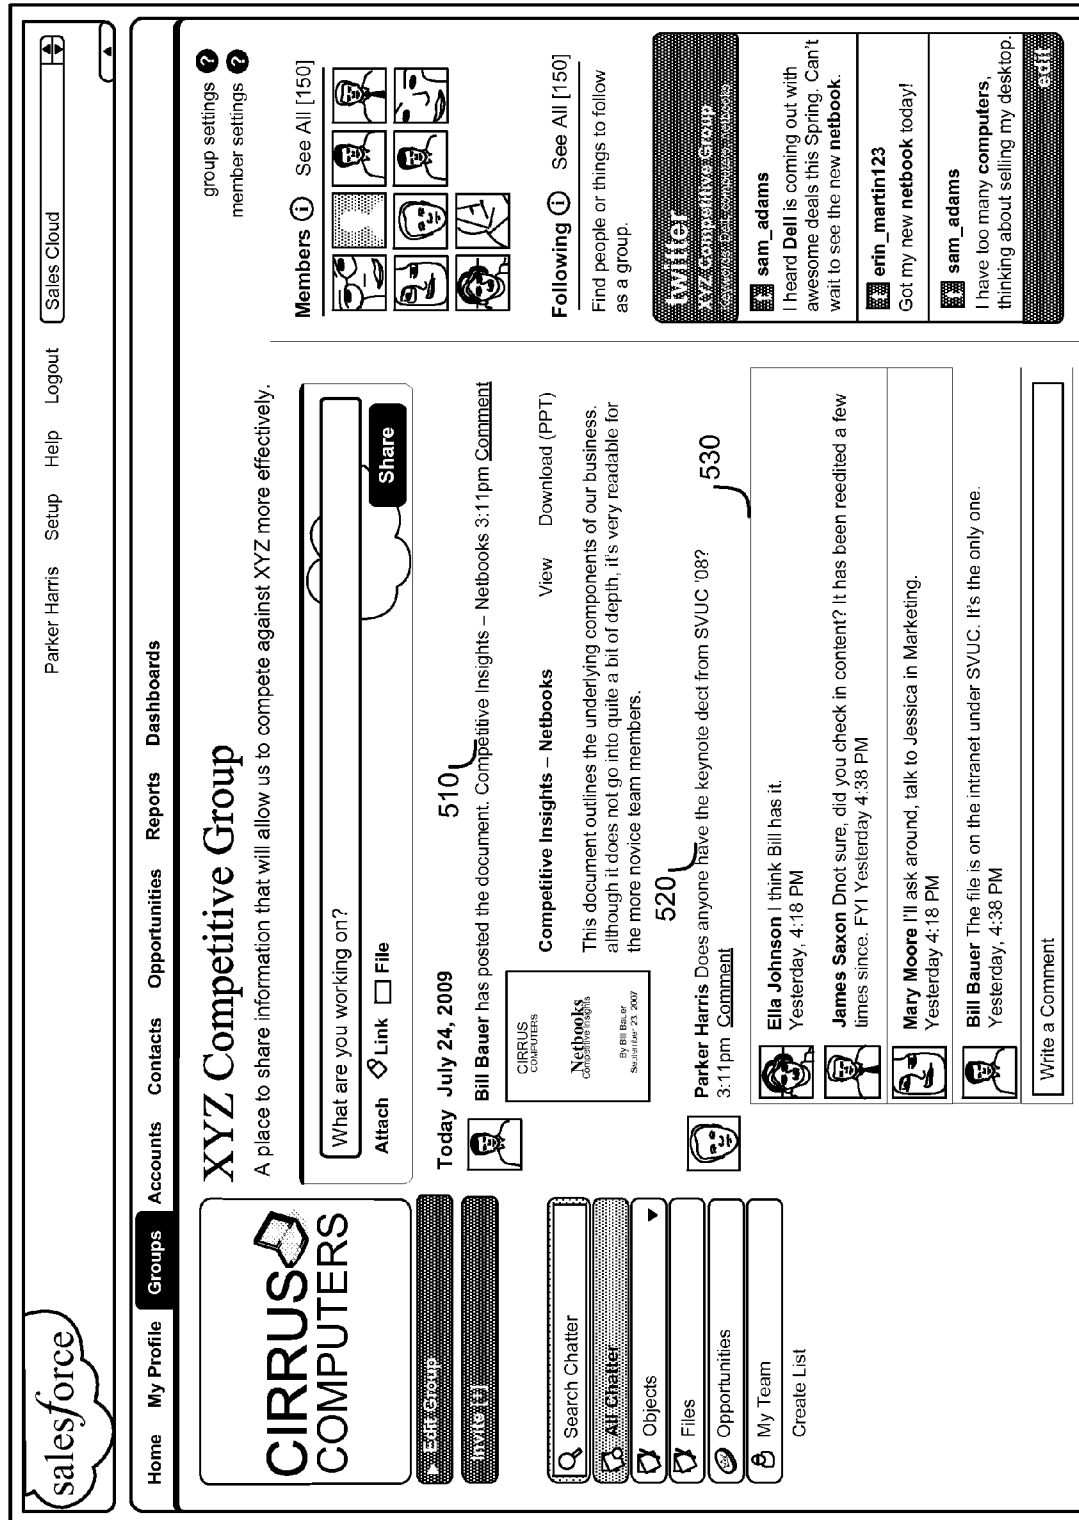 salesforce
Parker Harris Setup Help Logout Sales Cloud
Home My Profile Groups Accounts Contacts Opportunities Reports Dashboards
CIRRUS
COMPUTERS
Edit Group
Invite [+]
Search Chatter
All Chatter
Objects
Files
Opportunities
My Team
Create List
XYZ Competitive Group
A place to share information that will allow us to compete against XYZ more effectively.
What are you working on?
Attach Link File
Share
Today July 24, 2009
510
Bill Bauer has posted the document. Competitive Insights – Netbooks 3:11pm Comment
CIRRUS
COMPUTERS
Netbooks
Competitive Insights
By Bill Bauer
September 23, 2007
Competitive Insights – Netbooks View Download (PPT)
This document outlines the underlying components of our business.
although it does not go into quite a bit of depth, it's very readable for
the more novice team members.
520
Parker Harris Does anyone have the keynote dect from SVUC '08?
3:11pm Comment
530
Ella Johnson I think Bill has it.
Yesterday, 4:18 PM
James Saxon Dnot sure, did you check in content? It has been reedited a few
times since. FYI Yesterday 4:38 PM
Mary Moore I'll ask around, talk to Jessica in Marketing.
Yesterday 4:18 PM
Bill Bauer The file is on the intranet under SVUC. It's the only one.
Yesterday, 4:38 PM
Write a Comment
group settings ?
member settings ?
Members i See All [150]
Following i See All [150]
Find people or things to follow
as a group.
twitter
XYZ Competitive Group
sam_adams
I heard Dell is coming out with
awesome deals this Spring. Can't
wait to see the new netbook.
erin_martin123
Got my new netbook today!
sam_adams
I have too many computers,
thinking about selling my desktop.
edit